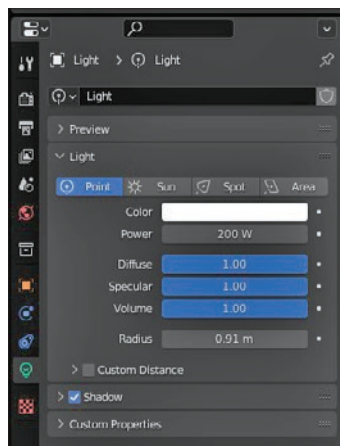 Light > Light
Light
> Preview
Light
Point Sun Spot Area
Color
Power 200 W
Diffuse 1.00
Specular 1.00
Volume 1.00
Radius 0.91 m
> Custom Distance
> Shadow
> Custom Properties